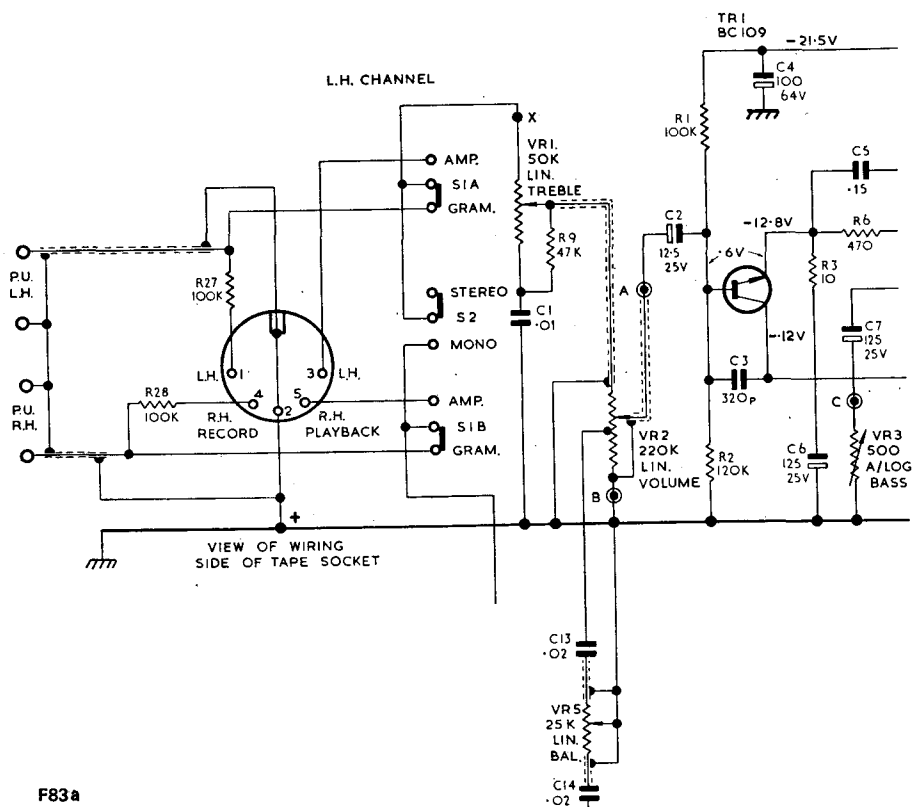 TR1
BC109
-21·5V
C4
100
64V
L.H. CHANNEL
X
R1
100K
VR1.
50K
LIN.
TREBLE
AMP.
S1A
GRAM.
C5
·15
C2
12·5
25V
-12·8V
R6
470
R9
47K
·6V
R3
10
P.U.
L.H.
R27
100K
STEREO
S2
MONO
C1
·01
A
C7
125
25V
-·12V
L.H.
1
3
L.H.
4
5
2
R28
100K
R.H.
RECORD
R.H.
PLAYBACK
AMP.
S1B
GRAM.
P.U.
R.H.
C3
320P
C
VR2
220K
LIN.
VOLUME
R2
120K
C6
125
25V
VR3
500
A/LOG
BASS
B
+
VIEW OF WIRING
SIDE OF TAPE SOCKET
C13
·02
VR5
25K
LIN.
BAL.
C14
·02
F83a